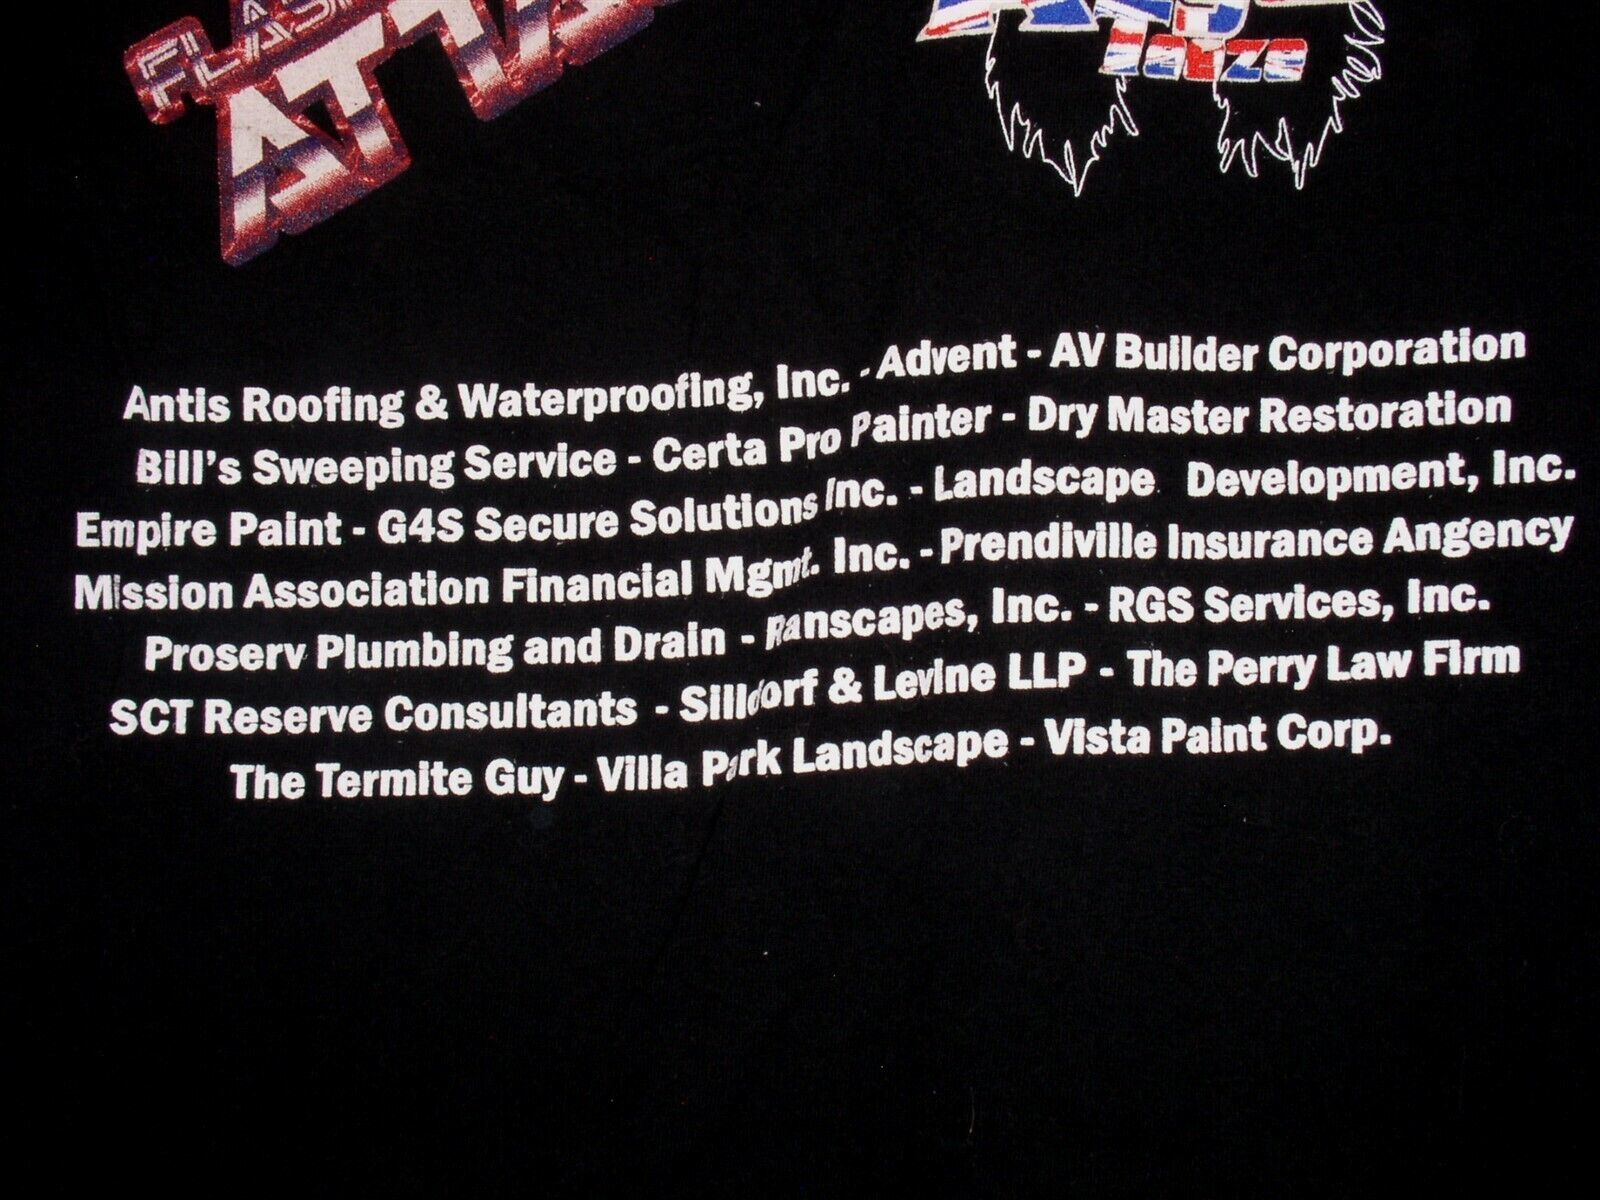 FLAS
ATTA
Antis Roofing & Waterproofing, Inc. - Advent - AV Builder Corporation
Bill's Sweeping Service - Certa Pro Painter - Dry Master Restoration
Empire Paint - G4S Secure Solutions Inc. - Landscape Development, Inc.
Mission Association Financial Mgmt. Inc. - Prendiville Insurance Angency
Proserv Plumbing and Drain - Ranscapes, Inc. - RGS Services, Inc.
SCT Reserve Consultants - Silldorf & Levine LLP - The Perry Law Firm
The Termite Guy - Villa Park Landscape - Vista Paint Corp.